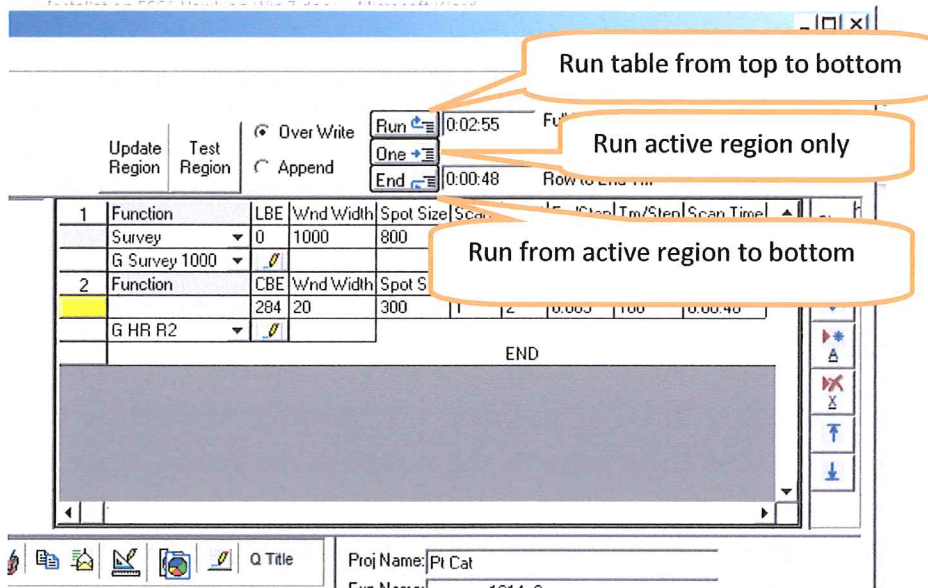 Run table from top to bottom
Run 0:02:55
Over Write
Run active region only
Update Region
Test Region
One
Append
End 0:00:48
1 Function LBE Wnd Width Spot Size Scan Time
Survey 0 1000 800
Run from active region to bottom
G Survey 1000
2 Function CBE Wnd Width
284 20 300
G HR R2
END
A
X
Q Title
Proj Name: Pt Cat